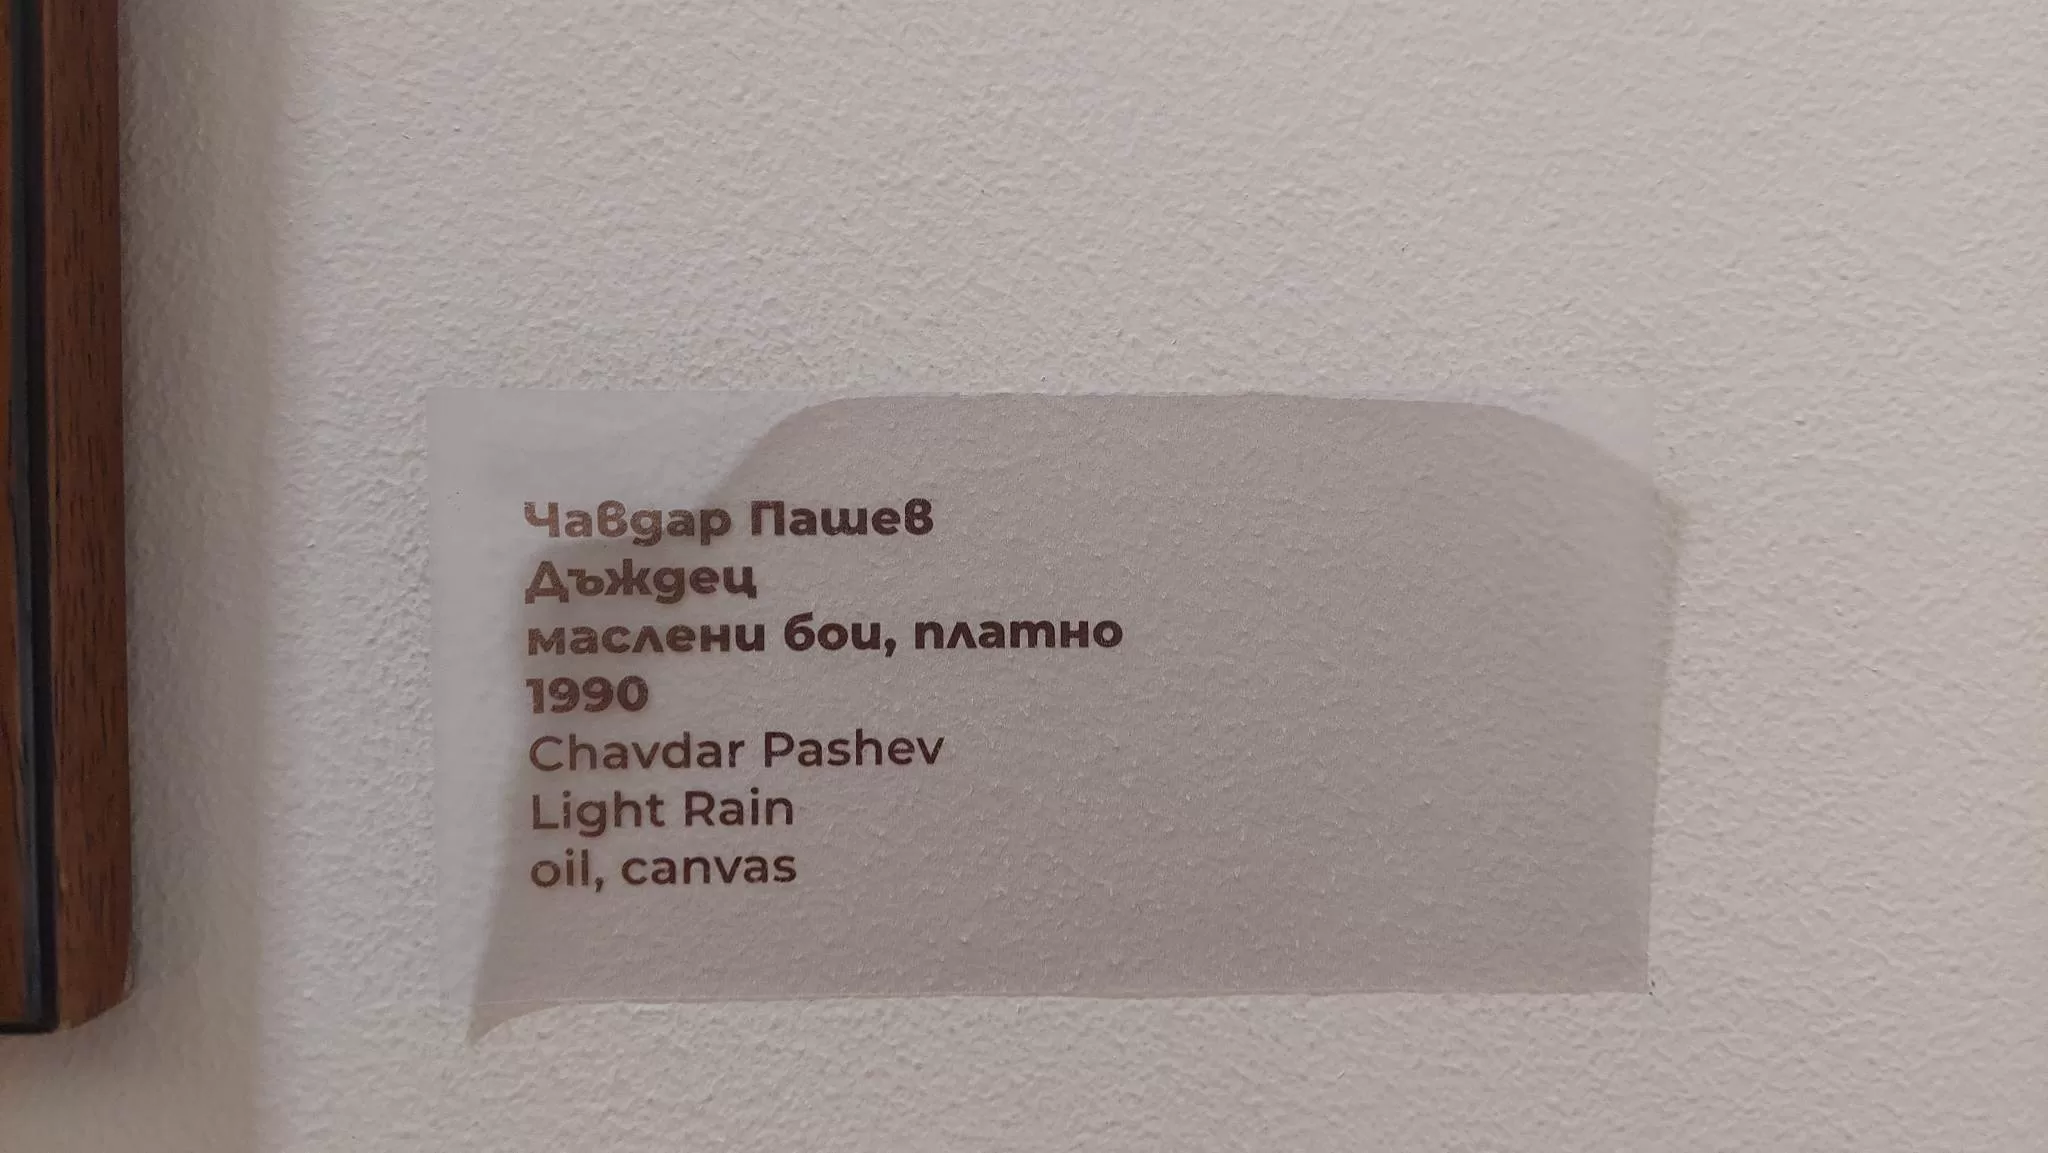 Чавдар Пашев
Дъждец
маслени бои, платно
1990
Chavdar Pashev
Light Rain
oil, canvas